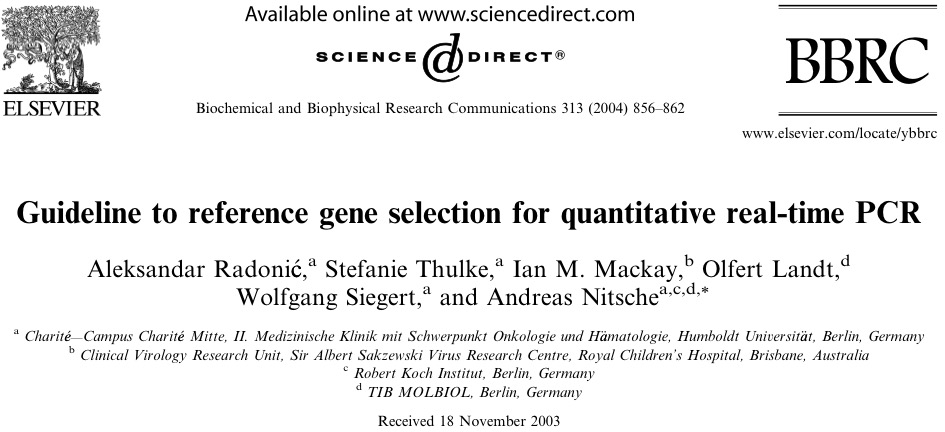 Available online at www.sciencedirect.com
SCIENCE DIRECT®
ELSEVIER
BBRC
Biochemical and Biophysical Research Communications 313 (2004) 856–862
www.elsevier.com/locate/ybbrc
Guideline to reference gene selection for quantitative real-time PCR
Aleksandar Radonić,a Stefanie Thulke,a Ian M. Mackay,b Olfert Landt,d
Wolfgang Siegert,a and Andreas Nitschea,c,d,*
a Charité—Campus Charité Mitte, II. Medizinische Klinik mit Schwerpunkt Onkologie und Hämatologie, Humboldt Universität, Berlin, Germany
b Clinical Virology Research Unit, Sir Albert Sakzewski Virus Research Centre, Royal Children's Hospital, Brisbane, Australia
c Robert Koch Institut, Berlin, Germany
d TIB MOLBIOL, Berlin, Germany
Received 18 November 2003